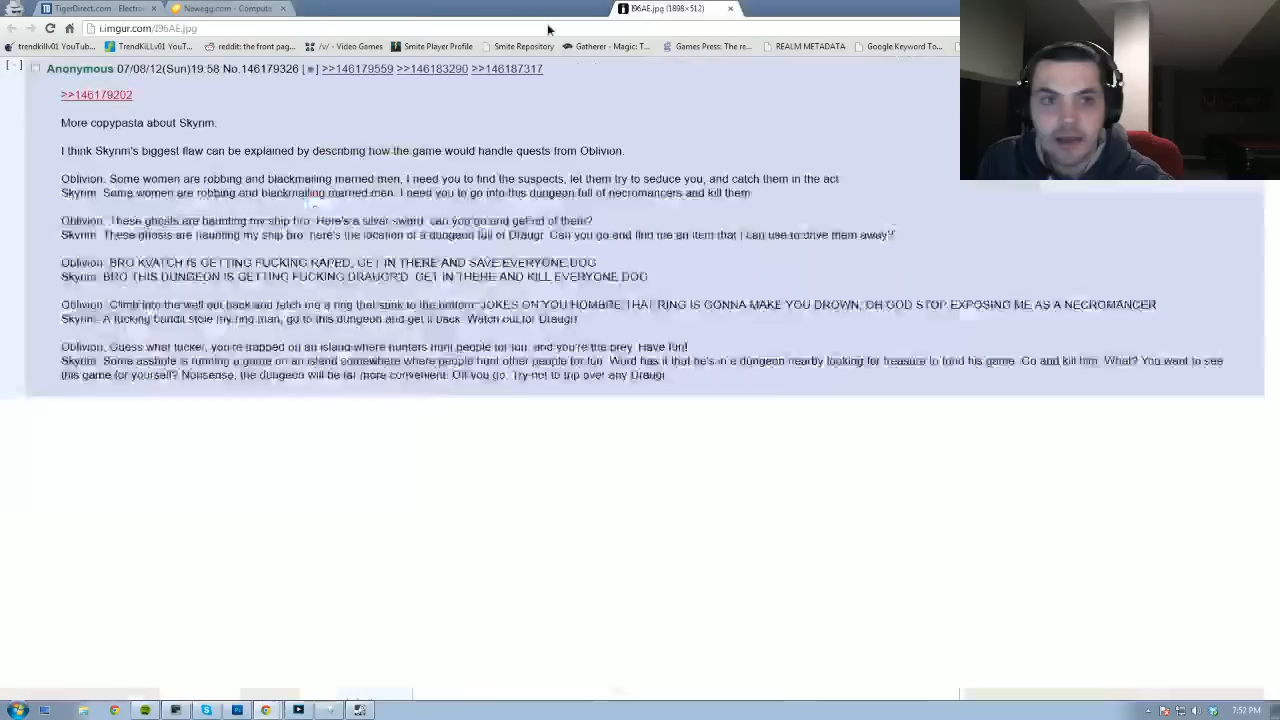 TigerDirect.com - Electro
Newegg.com - Compute
I96AE.jpg (1898×512)
i.imgur.com/I96AE.jpg
trendkillv01 YouTub...
TrendKiLLv01 YouTub...
reddit: the front pag...
/v/ - Video Games
Smite Player Profile
Smite Repository
Gatherer - Magic: T...
Games Press: The re...
REALM METADATA
Google Keyword To...
[ - ]
Anonymous 07/08/12(Sun)19:58 No.146179326 >>146179559 >>146183290 >>146187317
>>146179202
More copypasta about Skyrim.
I think Skyrim's biggest flaw can be explained by describing how the game would handle quests from Oblivion.
Oblivion: Some women are robbing and blackmailing married men, I need you to find the suspects, let them try to seduce you, and catch them in the act
Skyrim: Some women are robbing and blackmailing married men. I need you to go into this dungeon full of necromancers and kill them
Oblivion: These ghosts are haunting my ship bro. Here's a silver sword, can you go and get rid of them?
Skyrim: These ghosts are haunting my ship bro, here's the location of a dungeon full of Draugr. Can you go and find me an item that I can use to drive them away?
Oblivion: BRO KVATCH IS GETTING FUCKING RAPED, GET IN THERE AND SAVE EVERYONE DOG
Skyrim: BRO THIS DUNGEON IS GETTING FUCKING DRAUGR'D. GET IN THERE AND KILL EVERYONE DOG
Oblivion: Climb into the well out back and fetch me a ring that sunk to the bottom. JOKES ON YOU HOMBRE, THAT RING IS GONNA MAKE YOU DROWN, OH GOD STOP EXPOSING ME AS A NECROMANCER
Skyrim: A fucking bandit stole my ring man, go to this dungeon and get it back. Watch out for Draugr!
Oblivion: Guess what fucker, you're trapped on an island where hunters hunt people for fun, and you're the prey. Have fun!
Skyrim: Some asshole is running a game on an island somewhere where people hunt other people for fun. Word has it that he's in a dungeon nearby looking for treasure to fund his game. Go and kill him. What? You want to see
this game for yourself? Nonsense, the dungeon will be far more convenient. Off you go. Try not to trip over any Draugr
7:52 PM